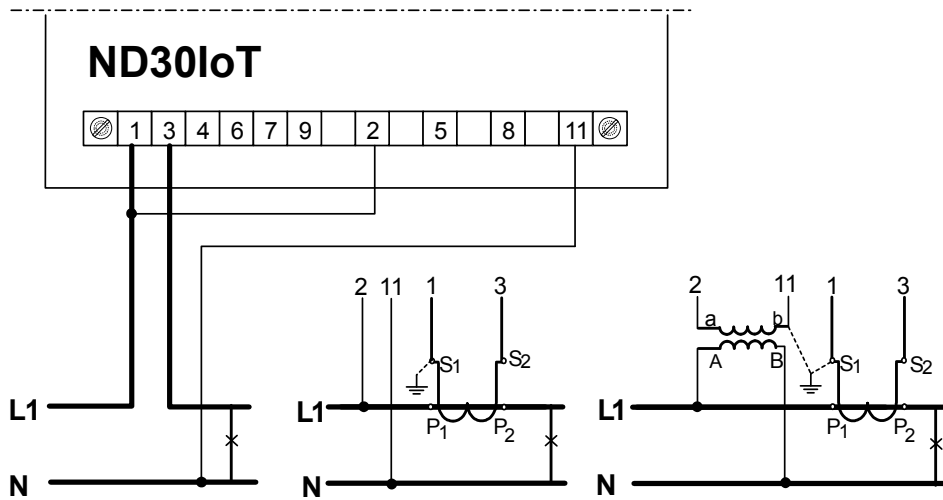 ND30IoT
1 3 4 6 7 9 2 5 8 11
2 11 1 3 2 11 1 3
a b
S1 S2 A B S1 S2
L1 L1 L1
P1 P2 P1 P2
N N N